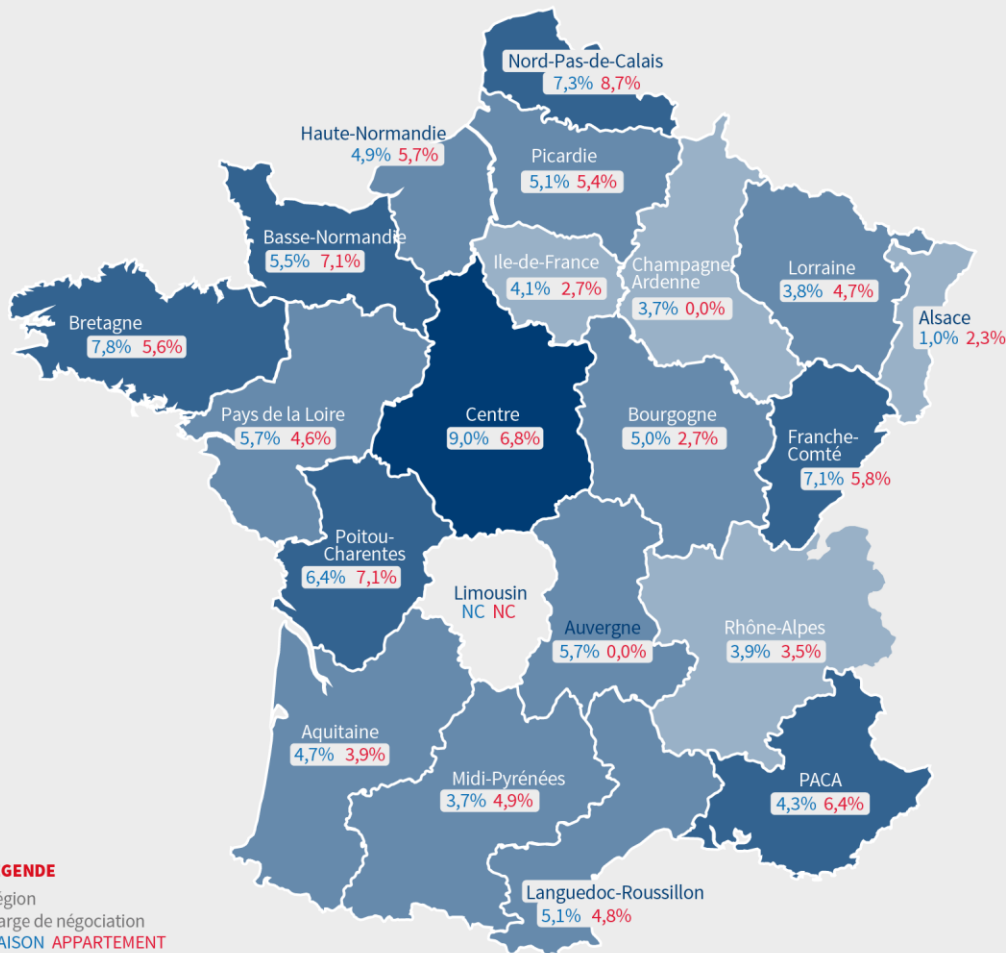 Nord-Pas-de-Calais
7,3% 8,7%
Haute-Normandie
4,9% 5,7%
Picardie
5,1% 5,4%
Basse-Normandie
5,5% 7,1%
Ile-de-France
4,1% 2,7%
Champagne
Ardenne
3,7% 0,0%
Lorraine
3,8% 4,7%
Alsace
1,0% 2,3%
Bretagne
7,8% 5,6%
Pays de la Loire
5,7% 4,6%
Centre
9,0% 6,8%
Bourgogne
5,0% 2,7%
Franche-
Comté
7,1% 5,8%
Poitou-
Charentes
6,4% 7,1%
Limousin
NC NC
Auvergne
5,7% 0,0%
Rhône-Alpes
3,9% 3,5%
Aquitaine
4,7% 3,9%
Midi-Pyrénées
3,7% 4,9%
PACA
4,3% 6,4%
Languedoc-Roussillon
5,1% 4,8%
EGENDE
égion
arge de négociation
AISON APPARTEMENT